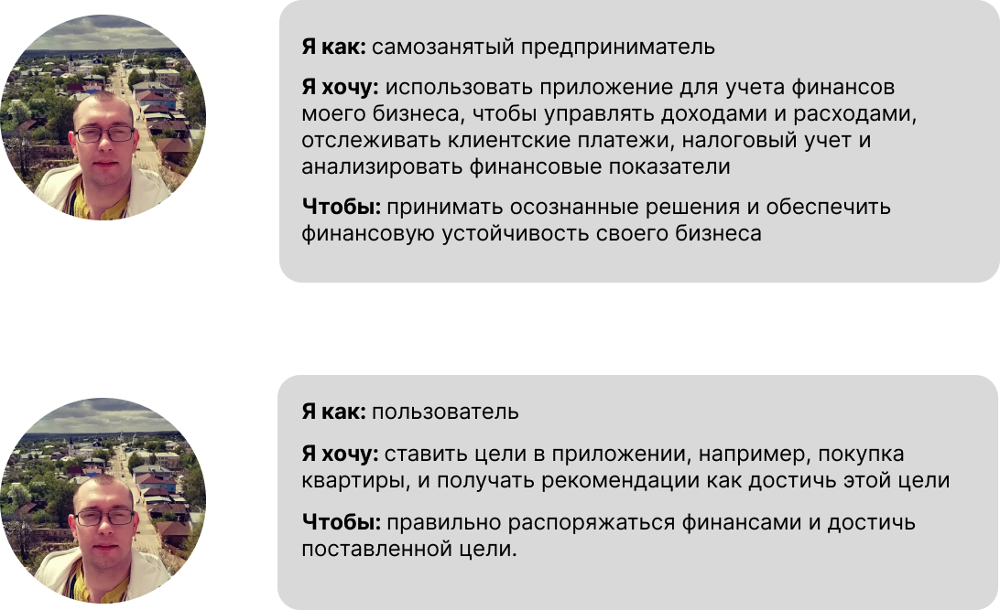 Я как: самозанятый предприниматель
Я хочу: использовать приложение для учета финансов
моего бизнеса, чтобы управлять доходами и расходами,
отслеживать клиентские платежи, налоговый учет и
анализировать финансовые показатели
Чтобы: принимать осознанные решения и обеспечить
финансовую устойчивость своего бизнеса
Я как: пользователь
Я хочу: ставить цели в приложении, например, покупка
квартиры, и получать рекомендации как достичь этой цели
Чтобы: правильно распоряжаться финансами и достичь
поставленной цели.